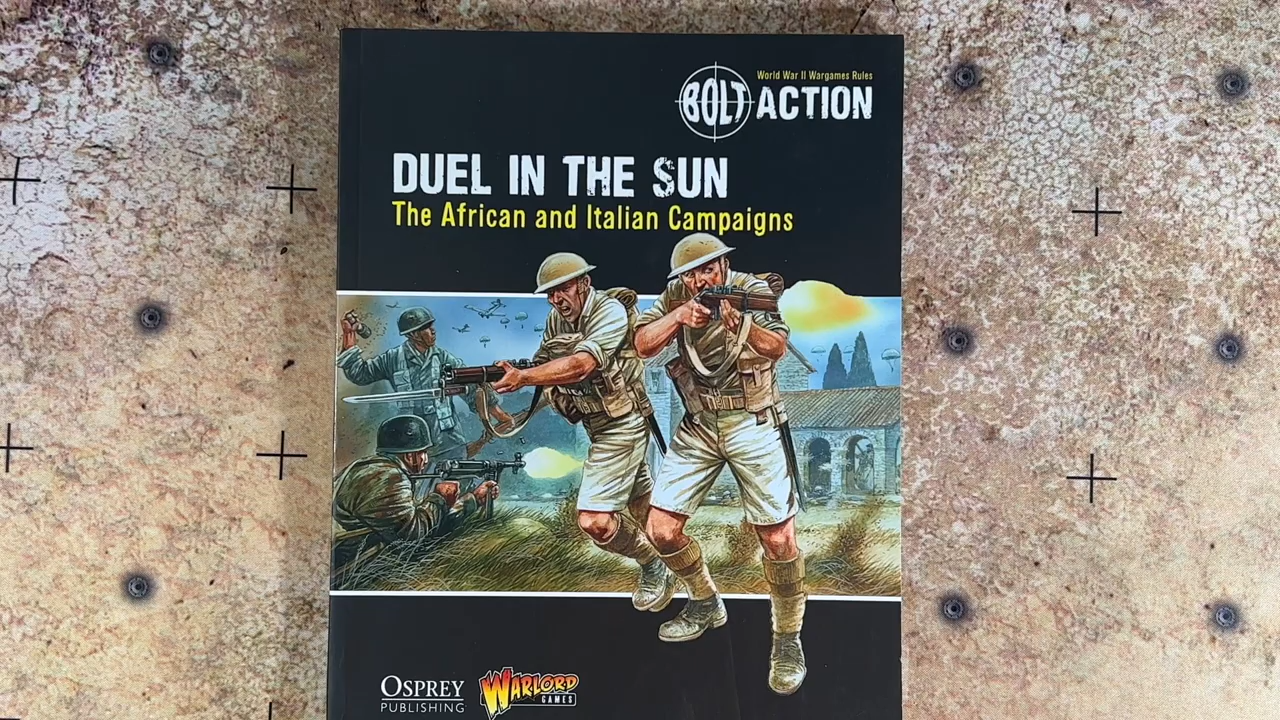 World War II Wargames Rules
BOLT ACTION
DUEL IN THE SUN
The African and Italian Campaigns
OSPREY
PUBLISHING
WARLORD
GAMES